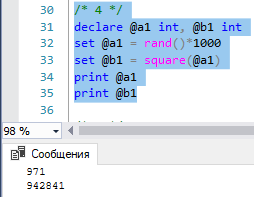 30 /* 4 */
31 declare @a1 int, @b1 int
32 set @a1 = rand()*1000
33 set @b1 = square(@a1)
34 print @a1
35 print @b1
36
98 %
Сообщения
971
942841